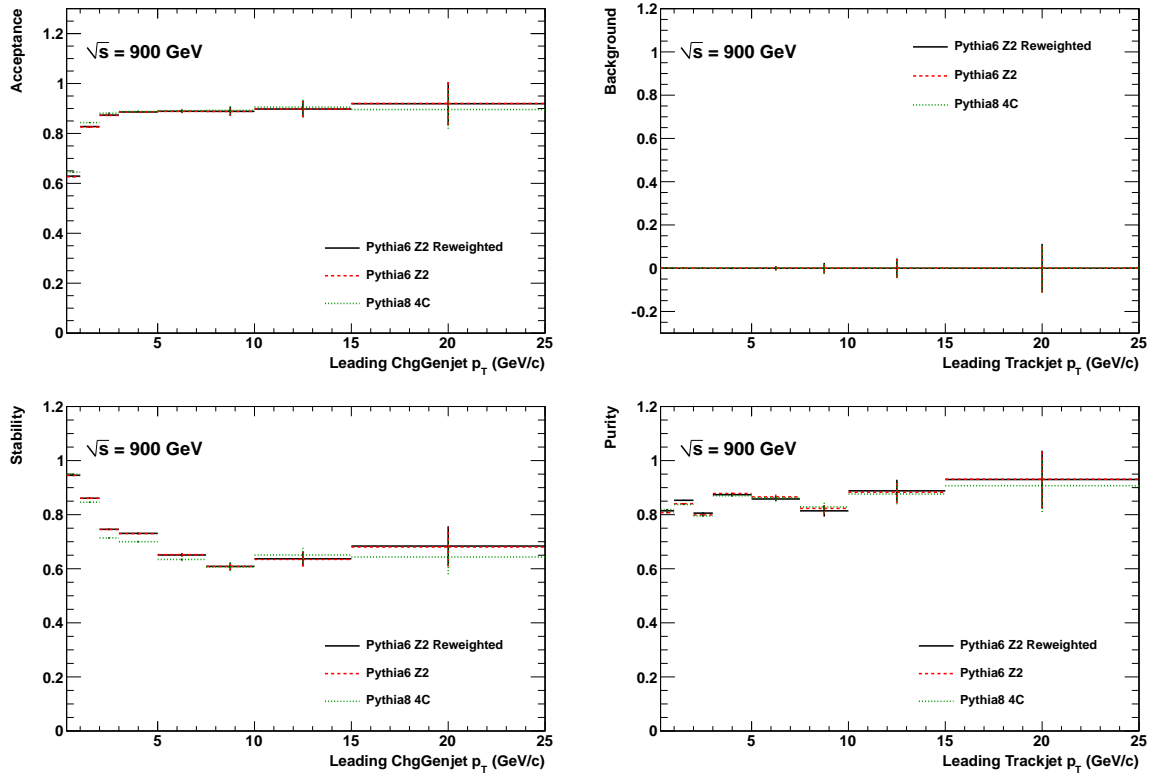 Acceptance
√s = 900 GeV
1.2
1
0.8
0.6
0.4
0.2
0
Pythia6 Z2 Reweighted
Pythia6 Z2
Pythia8 4C
5 10 15 20 25
Leading ChgGenjet p_T (GeV/c)
Background
√s = 900 GeV
1.2
1
0.8
0.6
0.4
0.2
0
-0.2
Pythia6 Z2 Reweighted
Pythia6 Z2
Pythia8 4C
5 10 15 20 25
Leading Trackjet p_T (GeV/c)
Stability
√s = 900 GeV
1.2
1
0.8
0.6
0.4
0.2
0
Pythia6 Z2 Reweighted
Pythia6 Z2
Pythia8 4C
5 10 15 20 25
Leading ChgGenjet p_T (GeV/c)
Purity
√s = 900 GeV
1.2
1
0.8
0.6
0.4
0.2
0
Pythia6 Z2 Reweighted
Pythia6 Z2
Pythia8 4C
5 10 15 20 25
Leading Trackjet p_T (GeV/c)